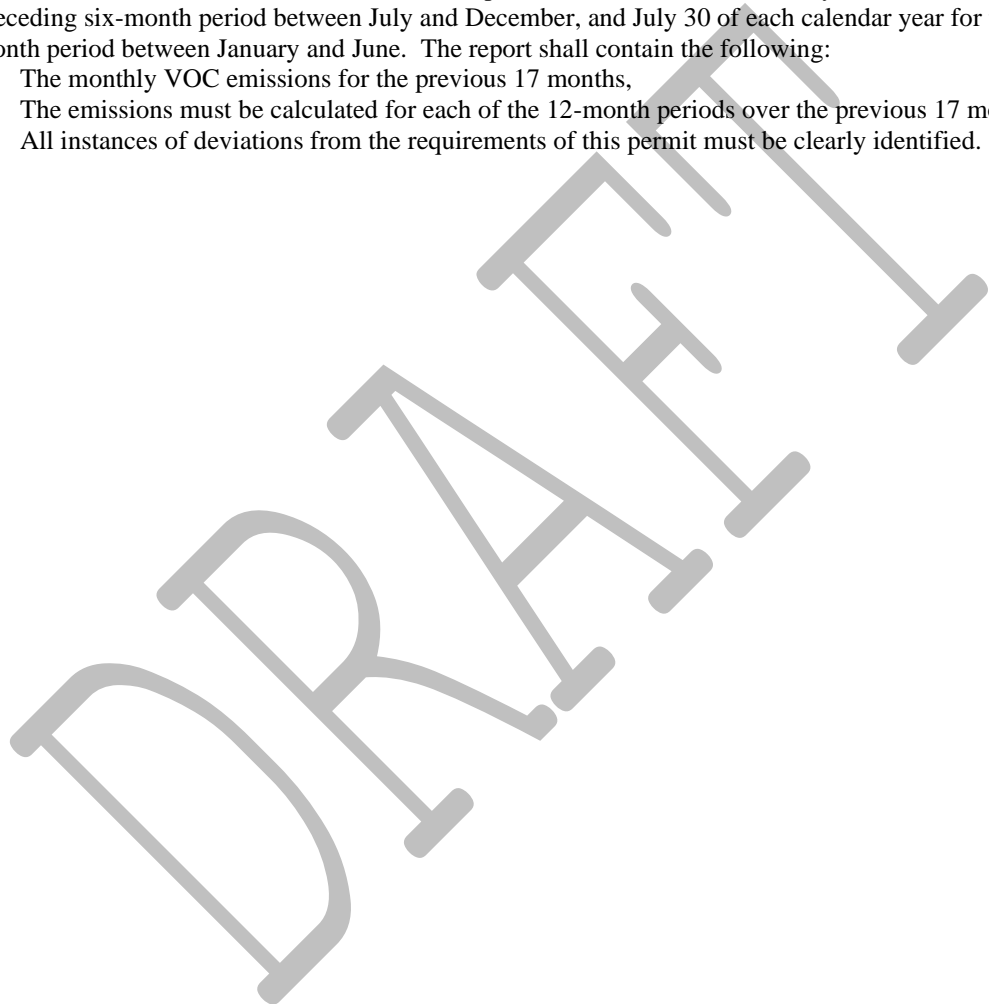 eceding six-month period between July and December, and July 30 of each calendar year for
onth period between January and June. The report shall contain the following:
The monthly VOC emissions for the previous 17 months,
The emissions must be calculated for each of the 12-month periods over the previous 17 m
All instances of deviations from the requirements of this permit must be clearly identified.
DRAFT